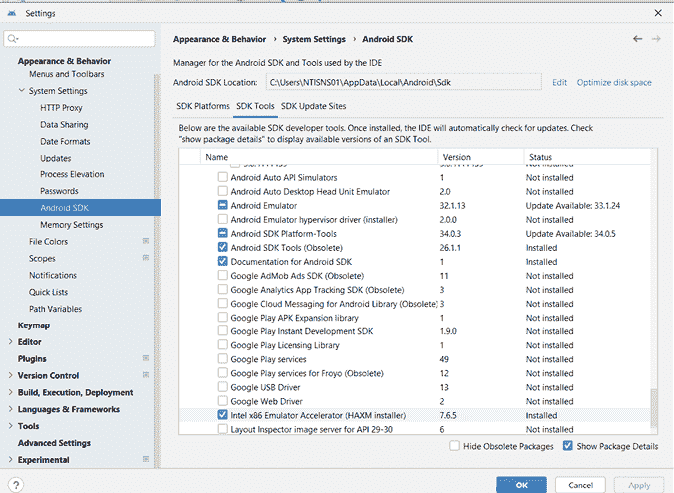 Settings
Appearance & Behavior
Menus and Toolbars
System Settings
HTTP Proxy
Data Sharing
Date Formats
Updates
Process Elevation
Passwords
Android SDK
Memory Settings
File Colors
Scopes
Notifications
Quick Lists
Path Variables
Keymap
Editor
Plugins
Version Control
Build, Execution, Deployment
Languages & Frameworks
Tools
Advanced Settings
Experimental
Appearance & Behavior > System Settings > Android SDK
Manager for the Android SDK and Tools used by the IDE
Android SDK Location: C:\Users\NTISNS01\AppData\Local\Android\Sdk Edit Optimize disk space
SDK Platforms SDK Tools SDK Update Sites
Below are the available SDK developer tools. Once installed, the IDE will automatically check for updates. Check
"show package details" to display available versions of an SDK Tool.
Name Version Status
Not installed
Android Auto API Simulators 1 Not installed
Android Auto Desktop Head Unit Emulator 2.0 Not installed
Android Emulator 32.1.13 Update Available: 33.1.24
Android Emulator hypervisor driver (installer) 2.0.0 Not installed
Android SDK Platform-Tools 34.0.3 Update Available: 34.0.5
Android SDK Tools (Obsolete) 26.1.1 Installed
Documentation for Android SDK 1 Installed
Google AdMob Ads SDK (Obsolete) 11 Not installed
Google Analytics App Tracking SDK (Obsolete) 3 Not installed
Google Cloud Messaging for Android Library (Obsolete) 3 Not installed
Google Play APK Expansion library 1 Not installed
Google Play Instant Development SDK 1.9.0 Not installed
Google Play Licensing Library 1 Not installed
Google Play services 49 Not installed
Google Play services for Froyo (Obsolete) 12 Not installed
Google USB Driver 13 Not installed
Google Web Driver 2 Not installed
Intel x86 Emulator Accelerator (HAXM installer) 7.6.5 Installed
Layout Inspector image server for API 29-30 6 Not installed
Hide Obsolete Packages Show Package Details
? OK Cancel Apply